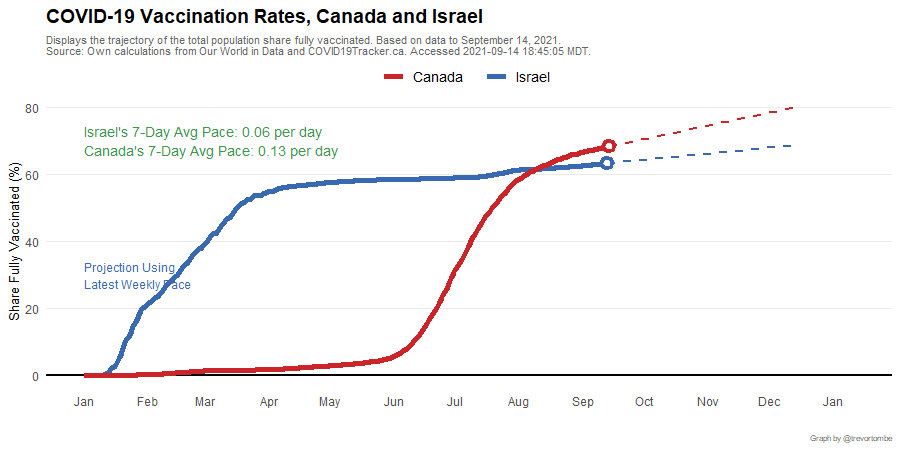 COVID-19 Vaccination Rates, Canada and Israel
Displays the trajectory of the total population share fully vaccinated. Based on data to September 14, 2021.
Source: Own calculations from Our World in Data and COVID19Tracker.ca. Accessed 2021-09-14 18:45:05 MDT.
Canada Israel
80
Israel's 7-Day Avg Pace: 0.06 per day
Canada's 7-Day Avg Pace: 0.13 per day
60
Share Fully Vaccinated (%)
40
Projection Using
Latest Weekly Pace
20
0
Jan Feb Mar Apr May Jun Jul Aug Sep Oct Nov Dec Jan
Graph by @trevortombe